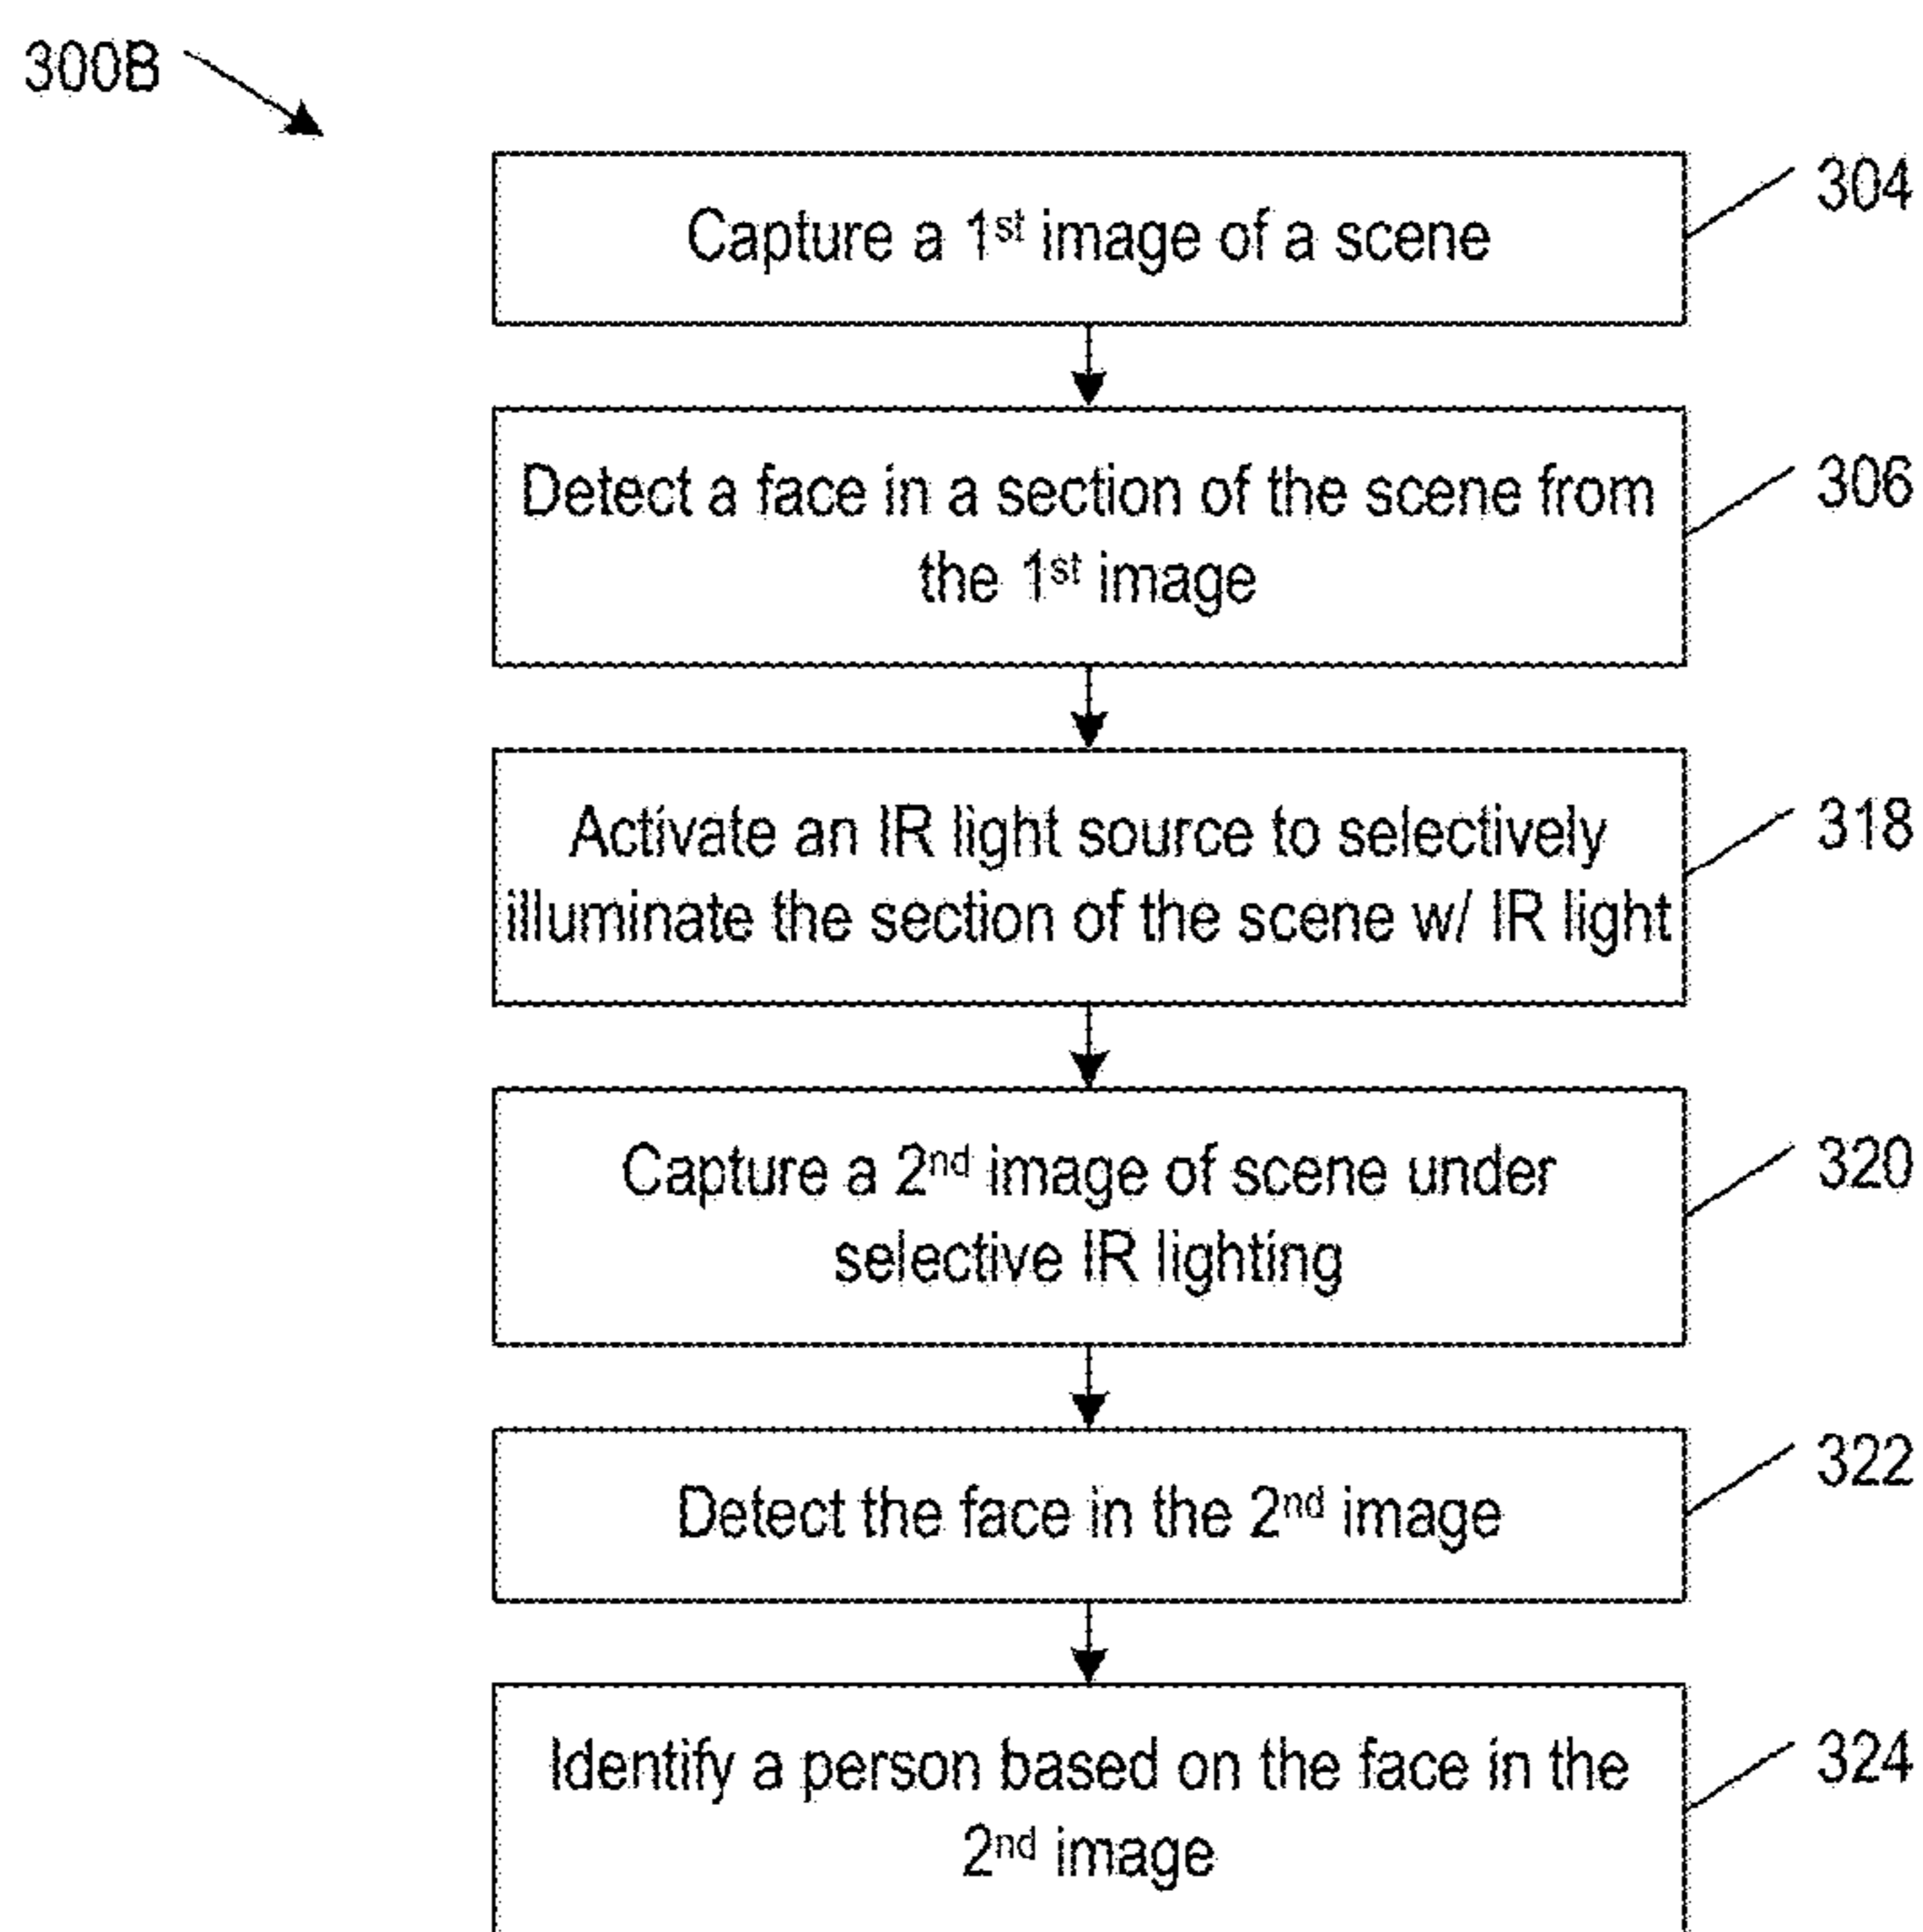 300B
304
Capture a 1st image of a scene
306
Detect a face in a section of the scene from
the 1st image
318
Activate an IR light source to selectively
illuminate the section of the scene w/ IR light
320
Capture a 2nd image of scene under
selective IR lighting
322
Detect the face in the 2nd image
324
Identify a person based on the face in the
2nd image